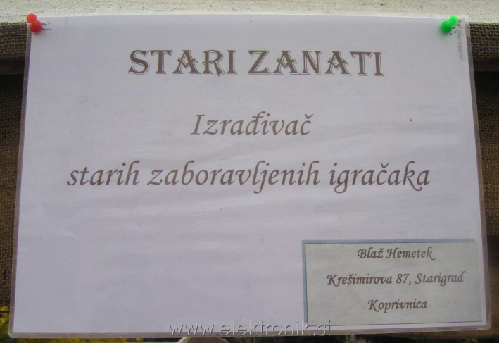 STARI ZANATI
Izrađivač
starih zaboravljenih igračaka
Blaž Hemetek
Krešimirova 87, Starigrad
Koprivnica
www.elektronik.si